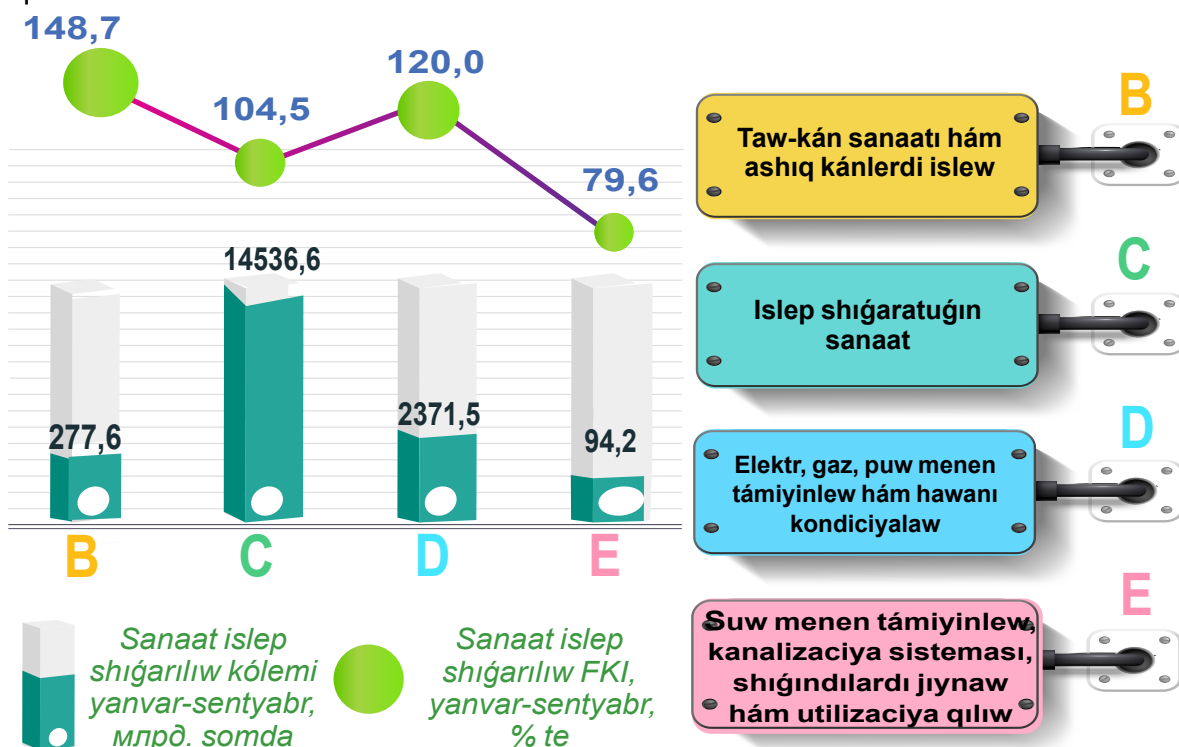 148,7
104,5
120,0
79,6
277,6
14536,6
2371,5
94,2
B
C
D
E
Sanaat islep
shıǵarılıw kólemi
yanvar-sentyabr,
млрд. somda
Sanaat islep
shıǵarılıw FKI,
yanvar-sentyabr,
% te
B
Taw-kán sanaatı hám
ashıq kánlerdi islew
C
Islep shıǵaratuǵın
sanaat
D
Elektr, gaz, puw menen
támiyinlew hám hawanı
kondiciyalaw
E
Suw menen támiyinlew,
kanalizaciya sisteması,
shıǵındılardı jıynaw
hám utilizaciya qılıw